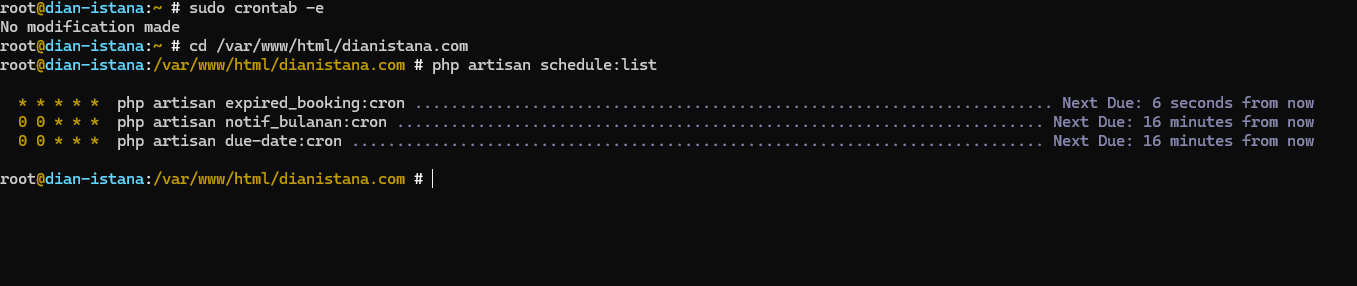 root@dian-istana:~ # sudo crontab -e
No modification made
root@dian-istana:~ # cd /var/www/html/dianistana.com
root@dian-istana:/var/www/html/dianistana.com # php artisan schedule:list
* * * * *  php artisan expired_booking:cron ....................................................................... Next Due: 6 seconds from now
0 0 * * *  php artisan notif_bulanan:cron ........................................................................ Next Due: 16 minutes from now
0 0 * * *  php artisan due-date:cron ............................................................................. Next Due: 16 minutes from now
root@dian-istana:/var/www/html/dianistana.com #